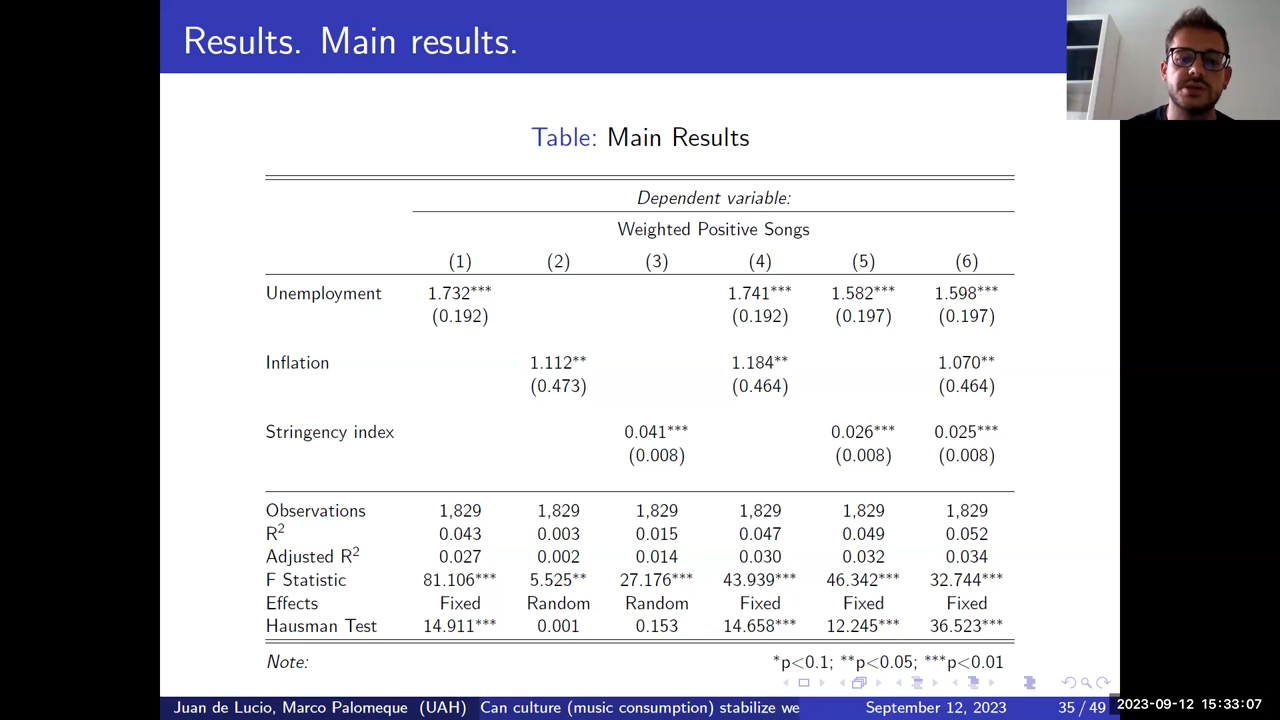 Results. Main results.
Table: Main Results
Dependent variable:
Weighted Positive Songs
(1) (2) (3) (4) (5) (6)
Unemployment 1.732*** 1.741*** 1.582*** 1.598***
(0.192) (0.192) (0.197) (0.197)
Inflation 1.112** 1.184** 1.070**
(0.473) (0.464) (0.464)
Stringency index 0.041*** 0.026*** 0.025***
(0.008) (0.008) (0.008)
Observations 1,829 1,829 1,829 1,829 1,829 1,829
R² 0.043 0.003 0.015 0.047 0.049 0.052
Adjusted R² 0.027 0.002 0.014 0.030 0.032 0.034
F Statistic 81.106*** 5.525** 27.176*** 43.939*** 46.342*** 32.744***
Effects Fixed Random Random Fixed Fixed Fixed
Hausman Test 14.911*** 0.001 0.153 14.658*** 12.245*** 36.523***
Note: *p<0.1; **p<0.05; ***p<0.01
Juan de Lucio, Marco Palomeque (UAH) Can culture (music consumption) stabilize we September 12, 2023 35 / 49
2023-09-12 15:33:07